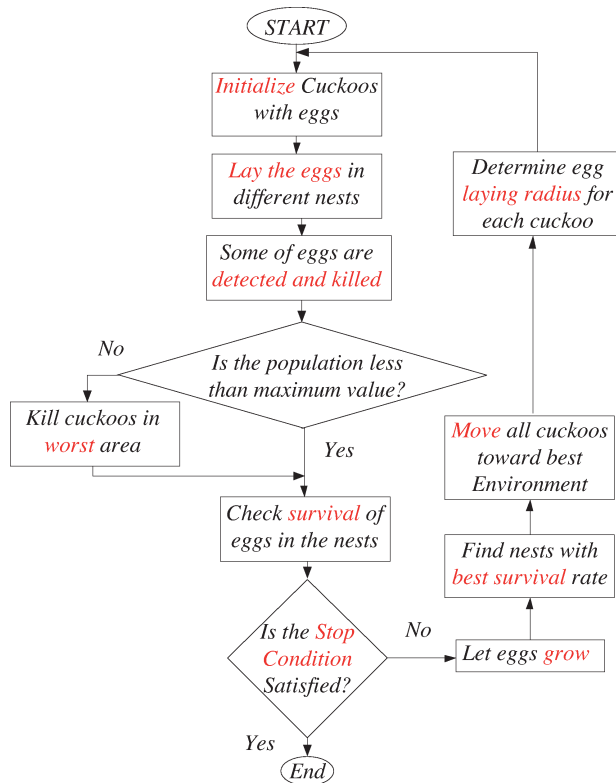 START
Initialize Cuckoos
with eggs
Lay the eggs in
different nests
Some of eggs are
detected and killed
Is the population less
than maximum value?
No
Kill cuckoos in
worst area
Yes
Check survival of
eggs in the nests
Is the Stop
Condition
Satisfied?
Yes
End
No
Let eggs grow
Find nests with
best survival rate
Move all cuckoos
toward best
Environment
Determine egg
laying radius for
each cuckoo